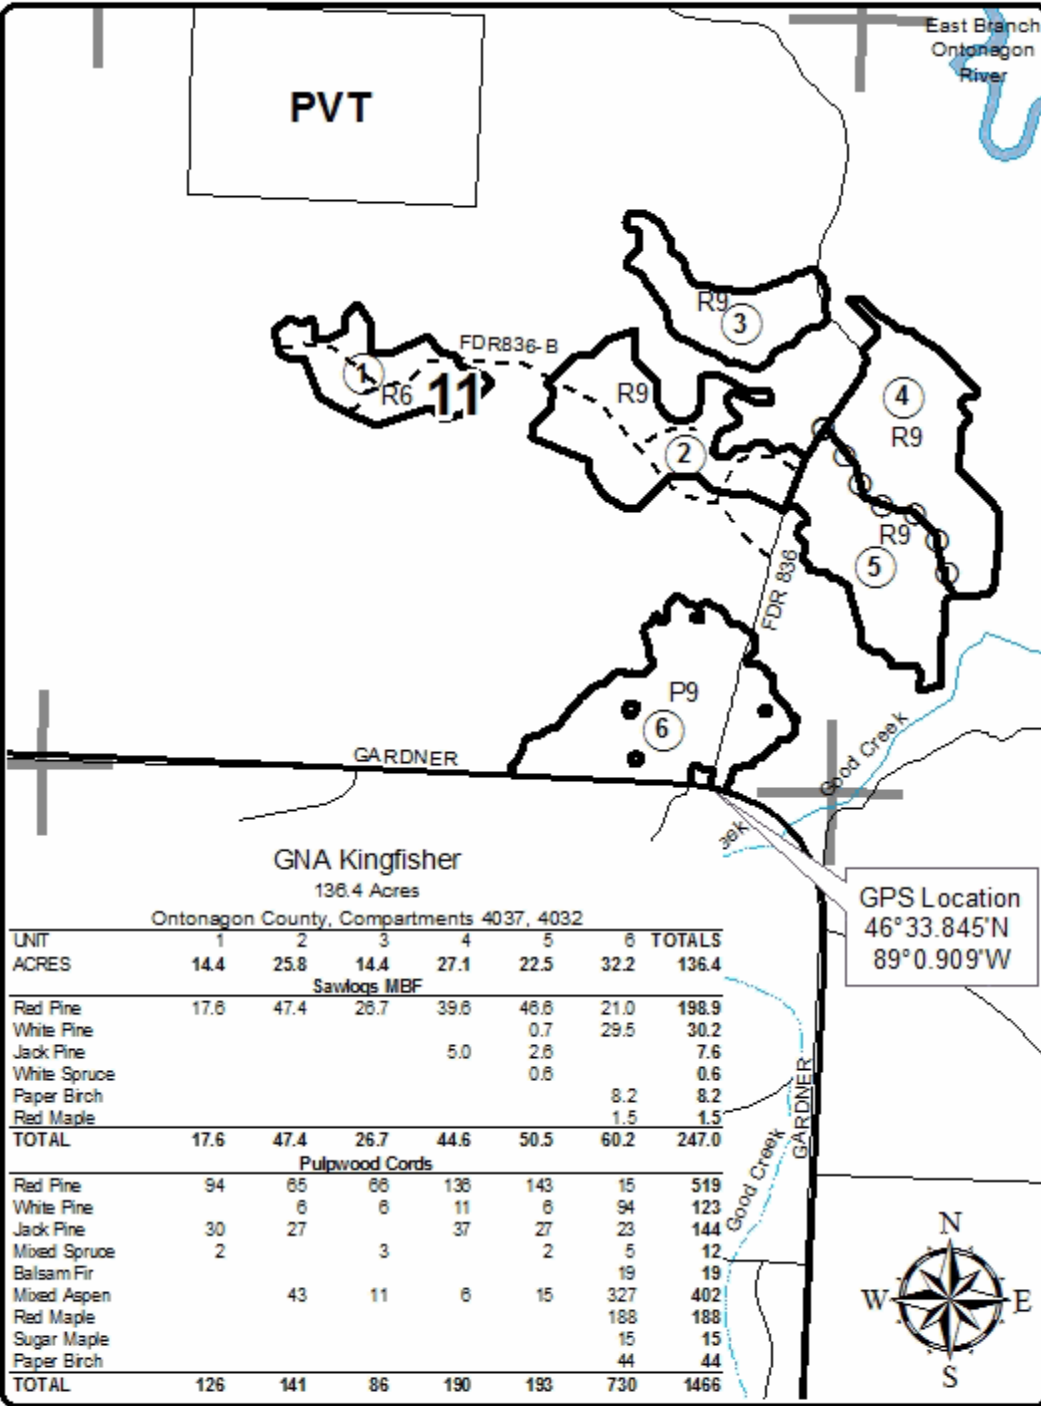 East Branch
Ontonagon
River
PVT
R9
3
FDR836-B
1
R6
11
R9
2
4
R9
R9
5
FDR 836
P9
6
GARDNER
Good Creek
eek
GPS Location
46°33.845'N
89°0.909'W
GNA Kingfisher
136.4 Acres
Ontonagon County, Compartments 4037, 4032
UNIT 1 2 3 4 5 6 TOTALS
ACRES 14.4 25.8 14.4 27.1 22.5 32.2 136.4
Sawlogs MBF
Red Pine 17.6 47.4 26.7 39.6 46.6 21.0 198.9
White Pine 0.7 29.5 30.2
Jack Pine 5.0 2.6 7.6
White Spruce 0.6 0.6
Paper Birch 8.2 8.2
Red Maple 1.5 1.5
TOTAL 17.6 47.4 26.7 44.6 50.5 60.2 247.0
Pulpwood Cords
Red Pine 94 65 66 136 143 15 519
White Pine 6 6 11 6 94 123
Jack Pine 30 27 37 27 23 144
Mixed Spruce 2 3 2 5 12
Balsam Fir 19 19
Mixed Aspen 43 11 6 15 327 402
Red Maple 188 188
Sugar Maple 15 15
Paper Birch 44 44
TOTAL 126 141 86 190 193 730 1466
GARDNER
Good Creek
N
W E
S